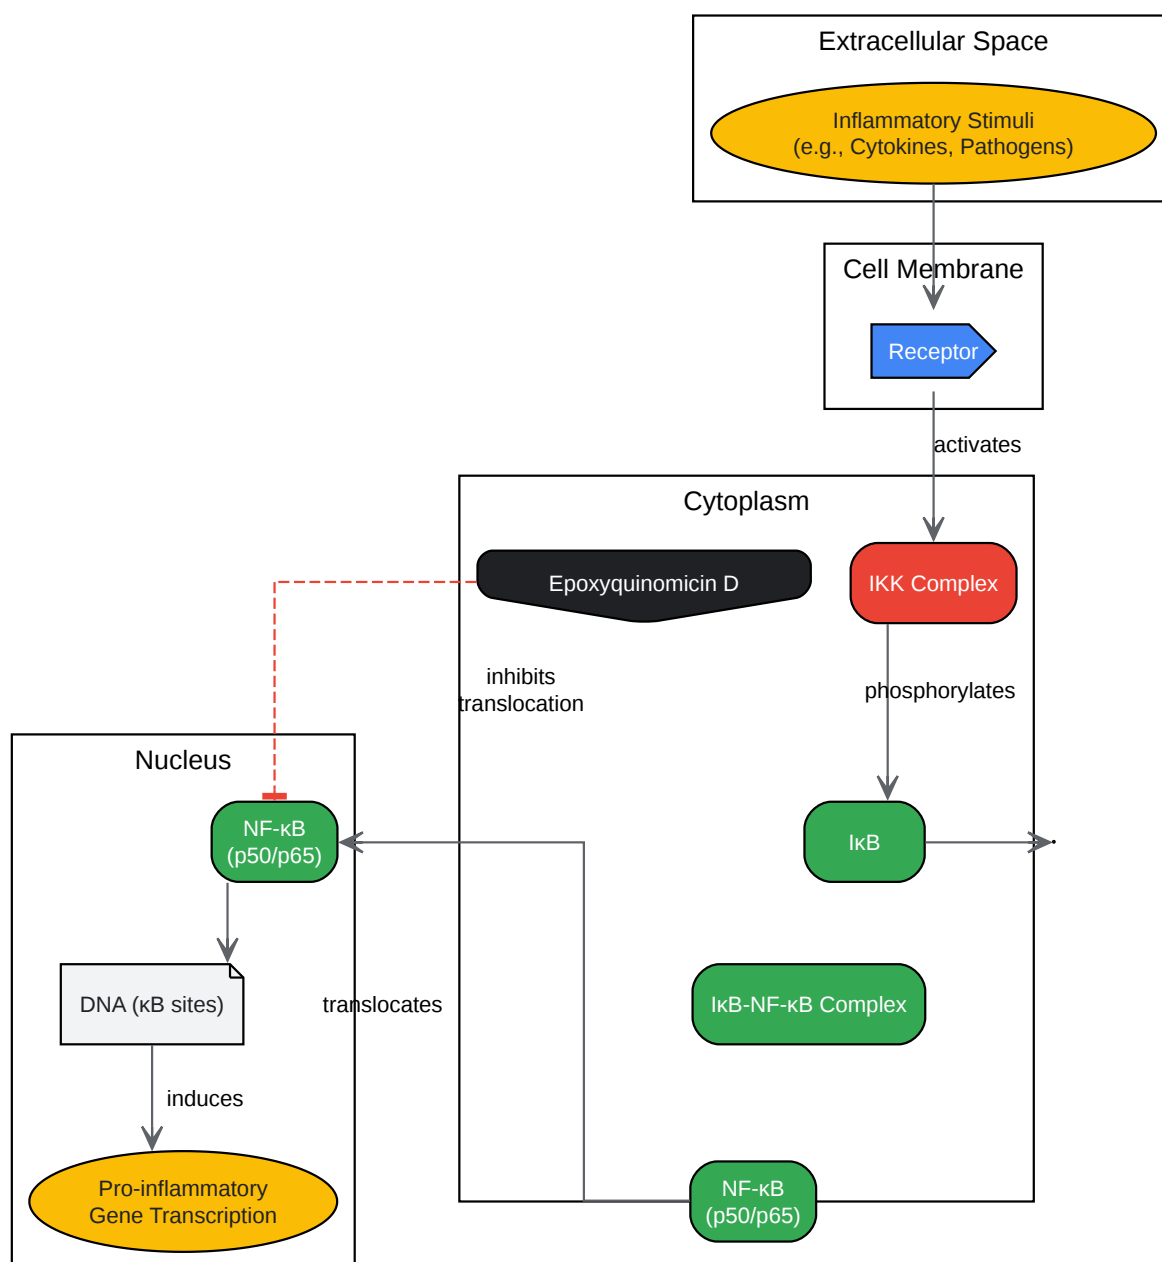 Extracellular Space
Inflammatory Stimuli
(e.g., Cytokines, Pathogens)
Cell Membrane
Receptor
activates
Cytoplasm
Epoxyquinomicin D
IKK Complex
inhibits
translocation
phosphorylates
Nucleus
NF-κB
(p50/p65)
IκB
DNA (κB sites)
translocates
IκB-NF-κB Complex
induces
Pro-inflammatory
Gene Transcription
NF-κB
(p50/p65)